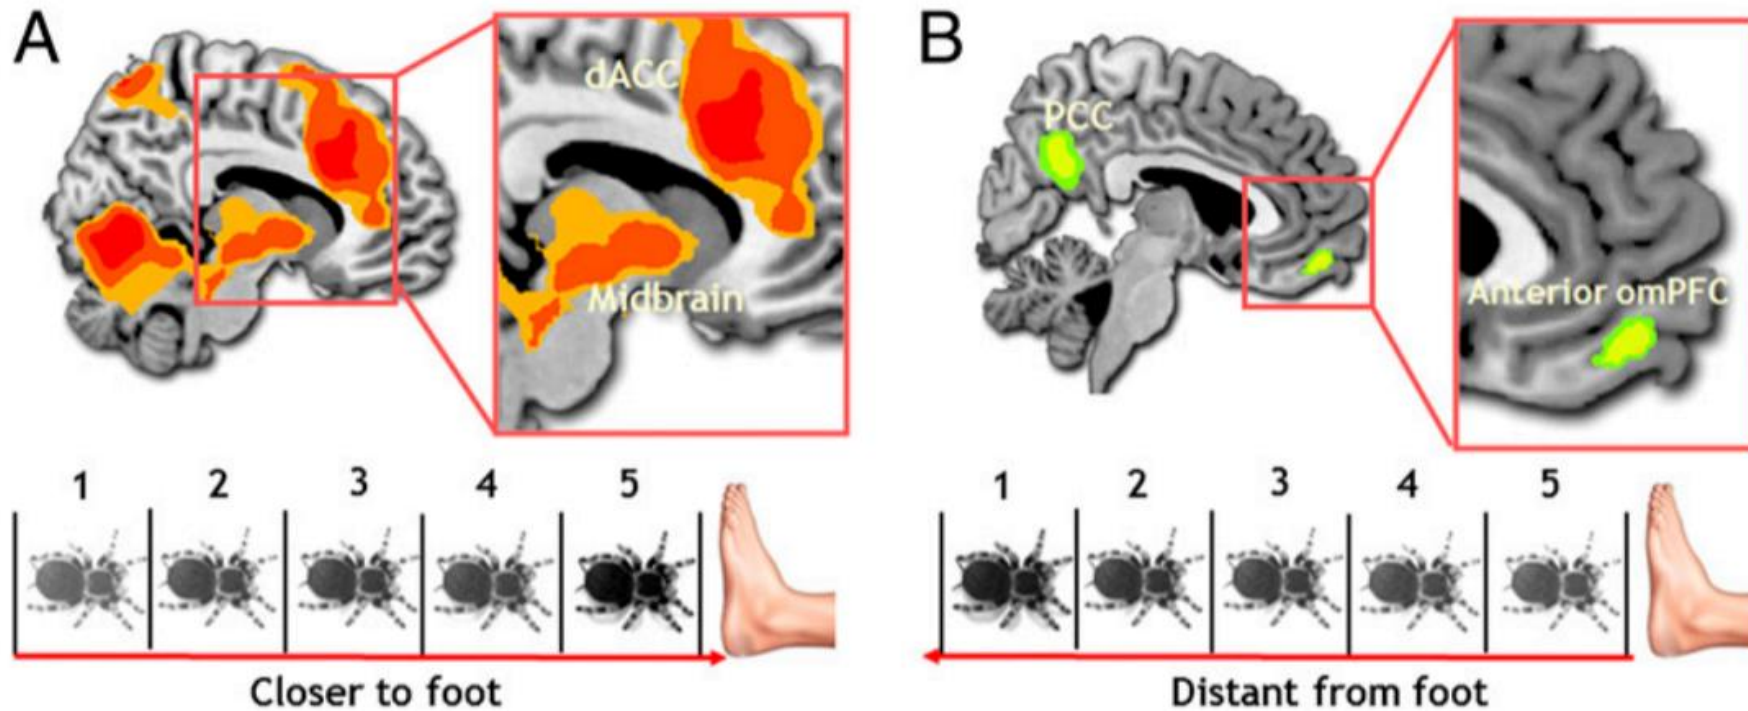 A
dACC
Midbrain
B
PCC
Anterior omPFC
1 2 3 4 5
Closer to foot
1 2 3 4 5
Distant from foot